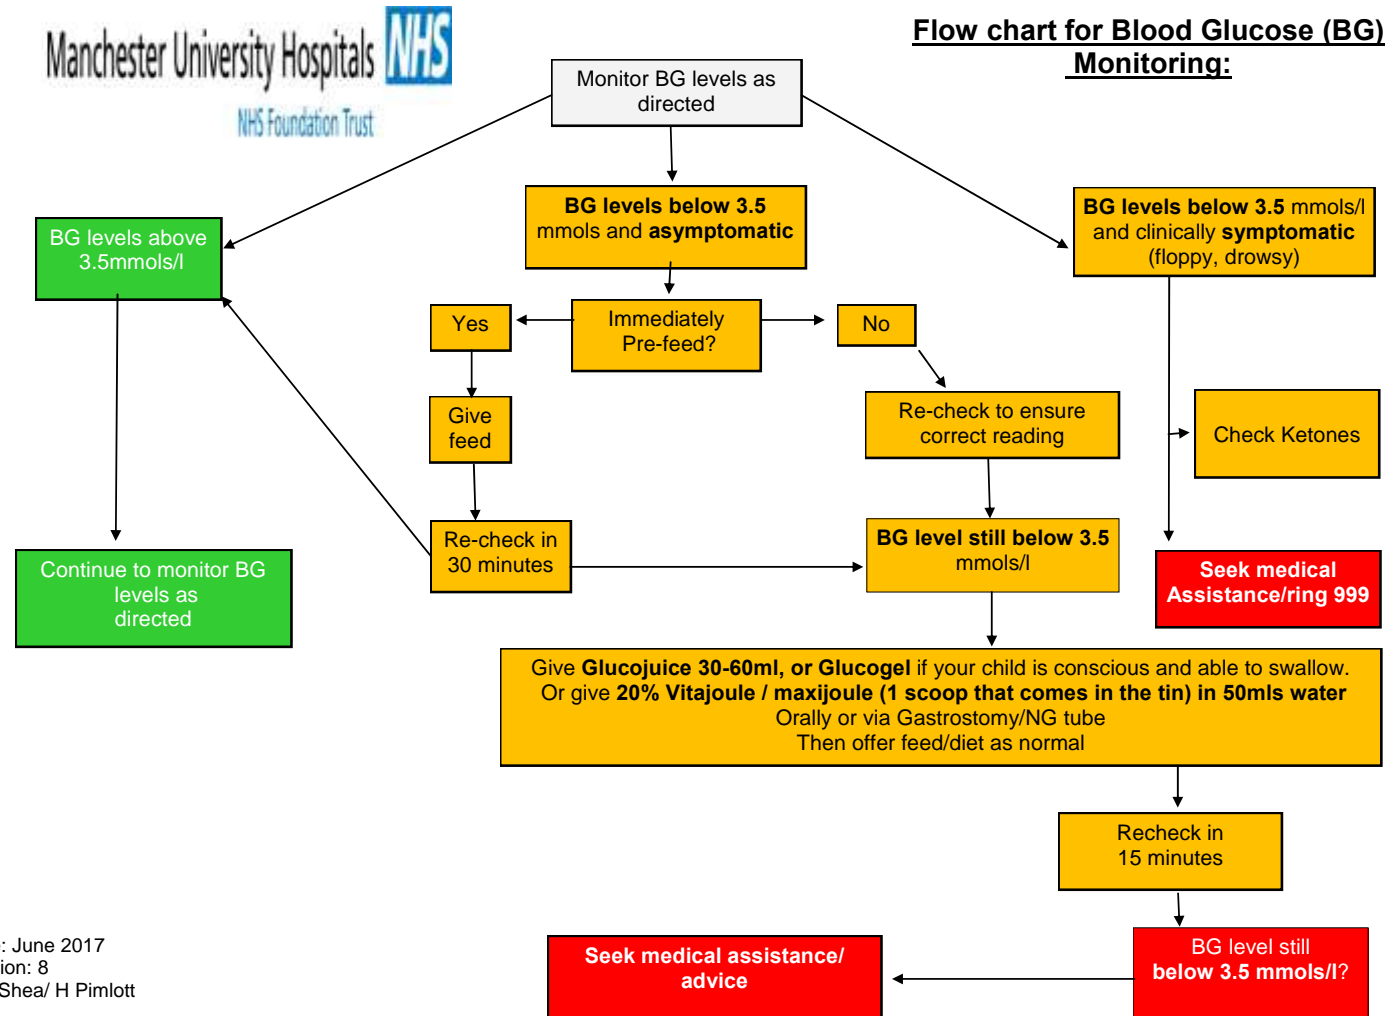 Manchester University Hospitals NHS
NHS Foundation Trust
Flow chart for Blood Glucose (BG)
Monitoring:
Monitor BG levels as
directed
BG levels above
3.5mmols/l
BG levels below 3.5
mmols and asymptomatic
BG levels below 3.5 mmols/l
and clinically symptomatic
(floppy, drowsy)
Yes
Immediately
Pre-feed?
No
Give
feed
Re-check to ensure
correct reading
Check Ketones
Re-check in
30 minutes
BG level still below 3.5
mmols/l
Continue to monitor BG
levels as
directed
Seek medical
Assistance/ring 999
Give Glucojuice 30-60ml, or Glucogel if your child is conscious and able to swallow.
Or give 20% Vitajoule / maxijoule (1 scoop that comes in the tin) in 50mls water
Orally or via Gastrostomy/NG tube
Then offer feed/diet as normal
Recheck in
15 minutes
BG level still
below 3.5 mmols/l?
Seek medical assistance/
advice
: June 2017
ion: 8
Shea/ H Pimlott